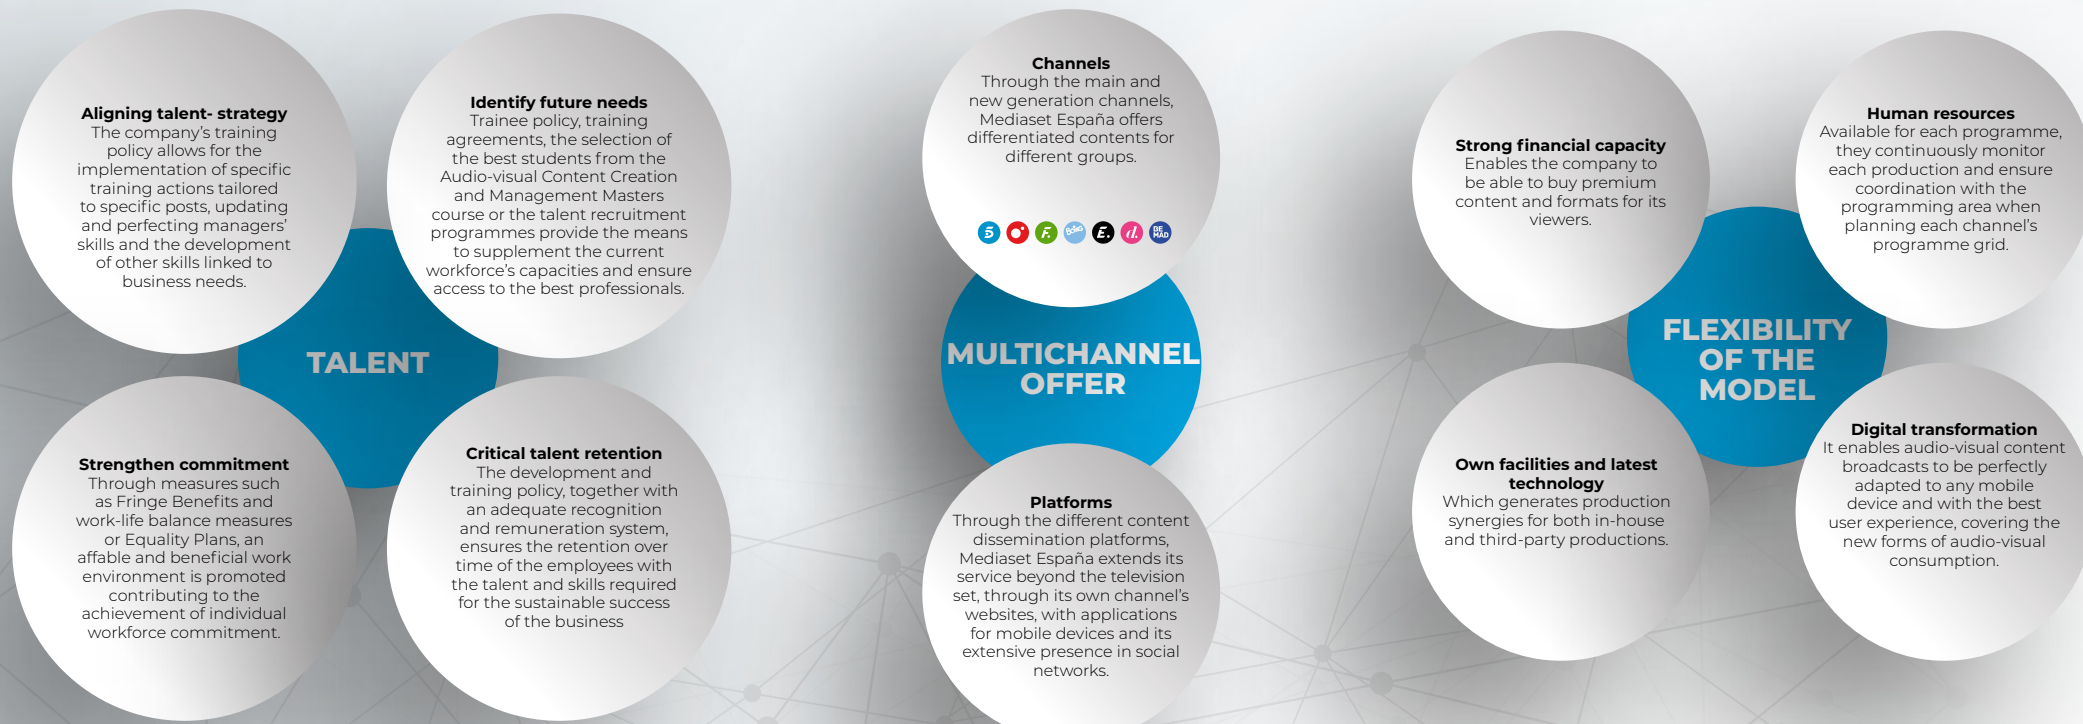 Aligning talent- strategy
The company's training
policy allows for the
implementation of specific
training actions tailored
to specific posts, updating
and perfecting managers'
skills and the development
of other skills linked to
business needs.
Identify future needs
Trainee policy, training
agreements, the selection of
the best students from the
Audio-visual Content Creation
and Management Masters
course or the talent recruitment
programmes provide the means
to supplement the current
workforce's capacities and ensure
access to the best professionals.
TALENT
Strengthen commitment
Through measures such
as Fringe Benefits and
work-life balance measures
or Equality Plans, an
affable and beneficial work
environment is promoted
contributing to the
achievement of individual
workforce commitment.
Critical talent retention
The development and
training policy, together with
an adequate recognition
and remuneration system,
ensures the retention over
time of the employees with
the talent and skills required
for the sustainable success
of the business
Channels
Through the main and
new generation channels,
Mediaset España offers
differentiated contents for
different groups.
5 F. Boing E. d. BE MAD
MULTICHANNEL
OFFER
Platforms
Through the different content
dissemination platforms,
Mediaset España extends its
service beyond the television
set, through its own channel's
websites, with applications
for mobile devices and its
extensive presence in social
networks.
Strong financial capacity
Enables the company to
be able to buy premium
content and formats for its
viewers.
Human resources
Available for each programme,
they continuously monitor
each production and ensure
coordination with the
programming area when
planning each channel's
programme grid.
FLEXIBILITY
OF THE
MODEL
Own facilities and latest
technology
Which generates production
synergies for both in-house
and third-party productions.
Digital transformation
It enables audio-visual content
broadcasts to be perfectly
adapted to any mobile
device and with the best
user experience, covering the
new forms of audio-visual
consumption.